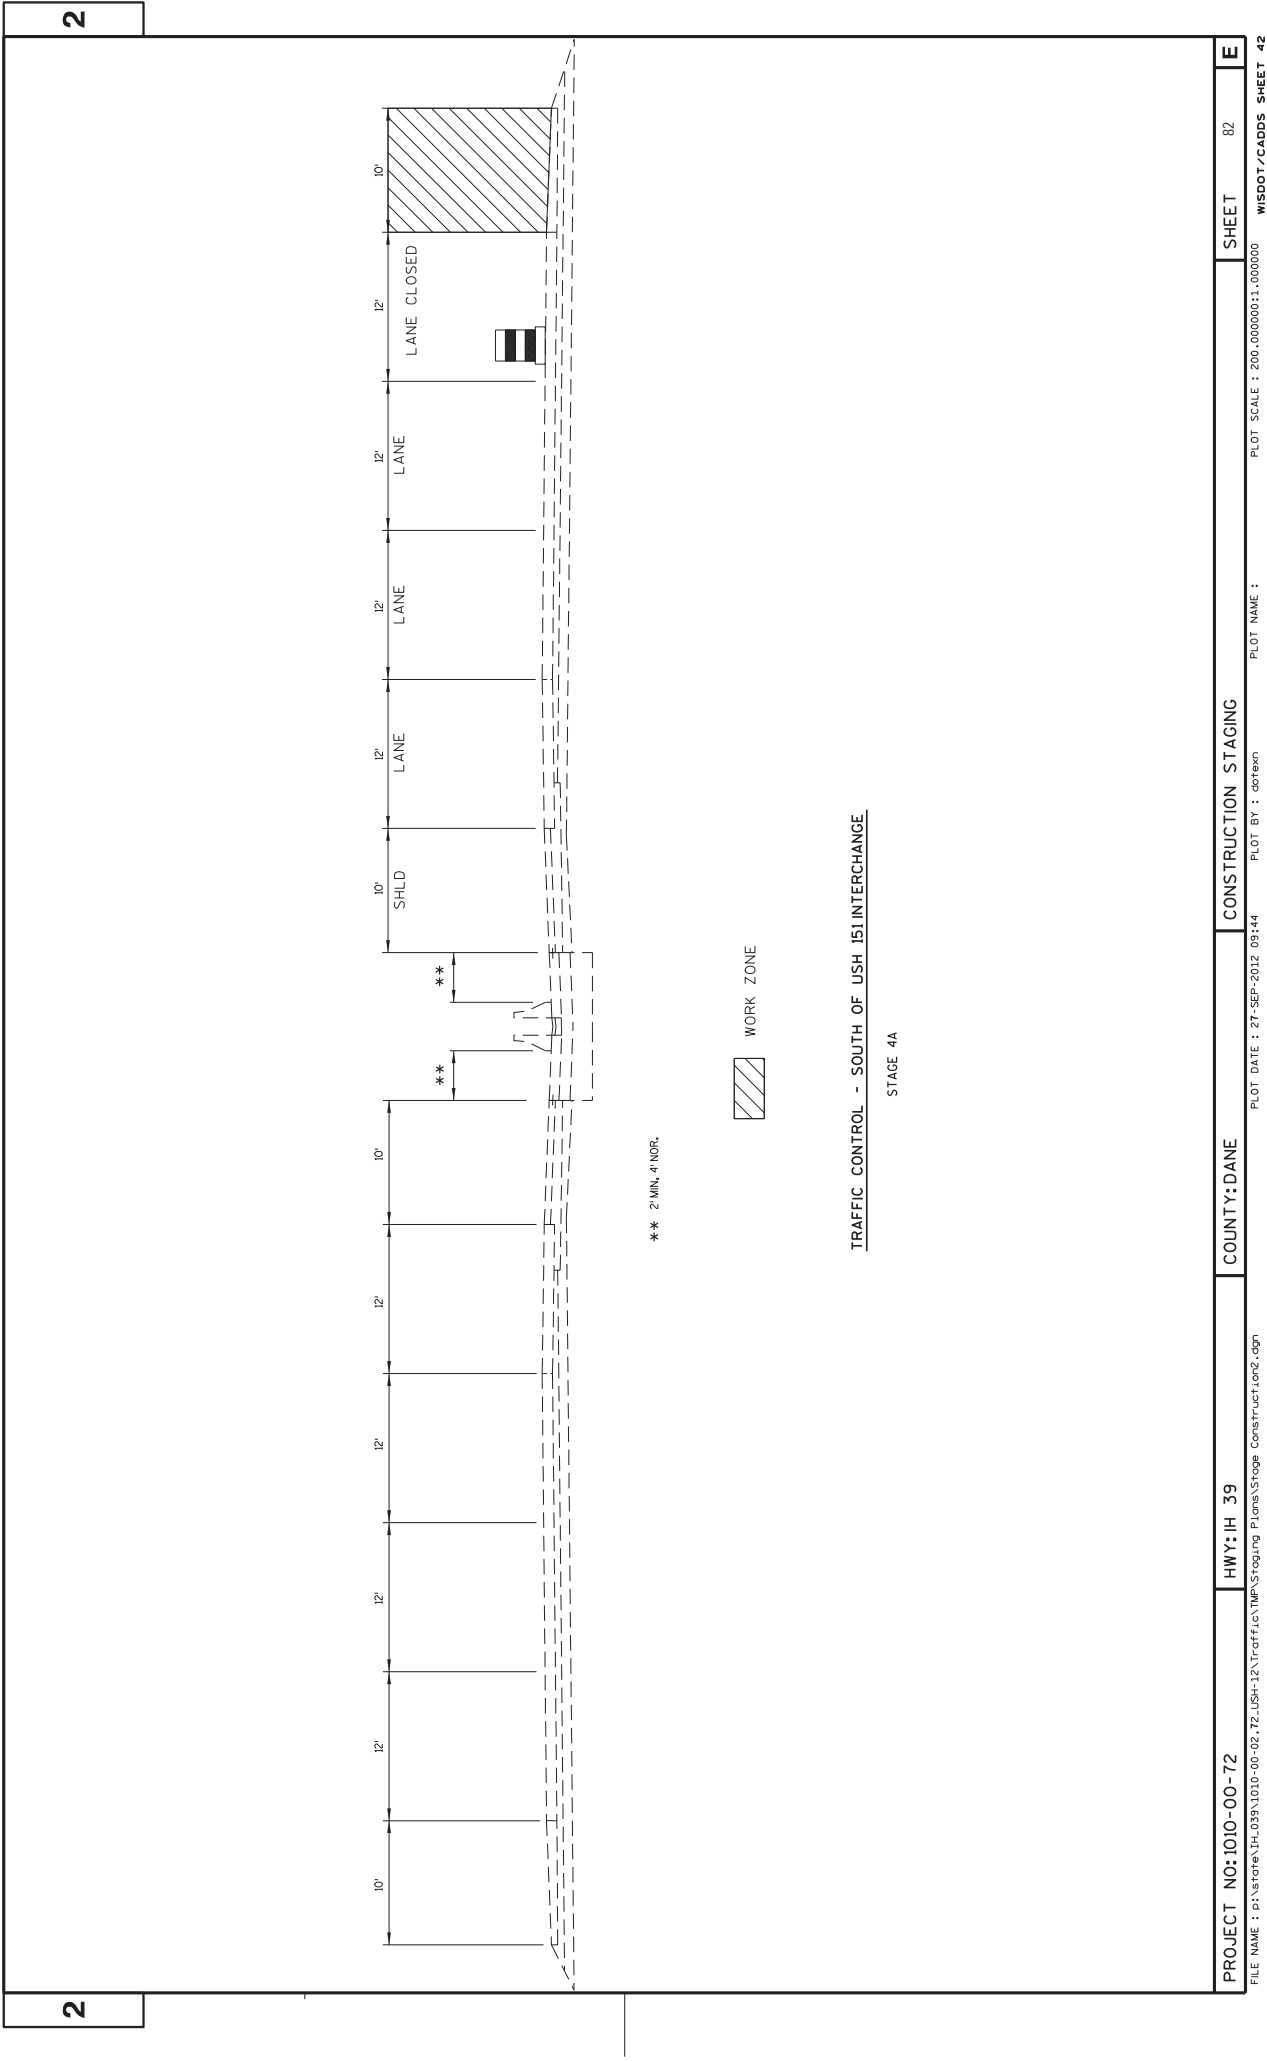 2
2
10'
12'
12'
12'
12'
10'
**
**
10'
12'
12'
12'
12'
10'
SHLD
LANE
LANE
LANE
LANE CLOSED
** 2' MIN, 4' NOR.
WORK ZONE
TRAFFIC CONTROL - SOUTH OF USH 151 INTERCHANGE
STAGE 4A
PROJECT NO:1010-00-72
HWY:IH 39
COUNTY:DANE
CONSTRUCTION STAGING
SHEET 82
E
FILE NAME : p:\state\IH_039\1010-00-02,72_USH-12\Traffic\TMP\Staging Plans\Stage Construction2.dgn
PLOT DATE : 27-SEP-2012 09:44
PLOT BY : dotexn
PLOT NAME :
PLOT SCALE : 200.000000:1.000000
WISDOT/CADDS SHEET 42